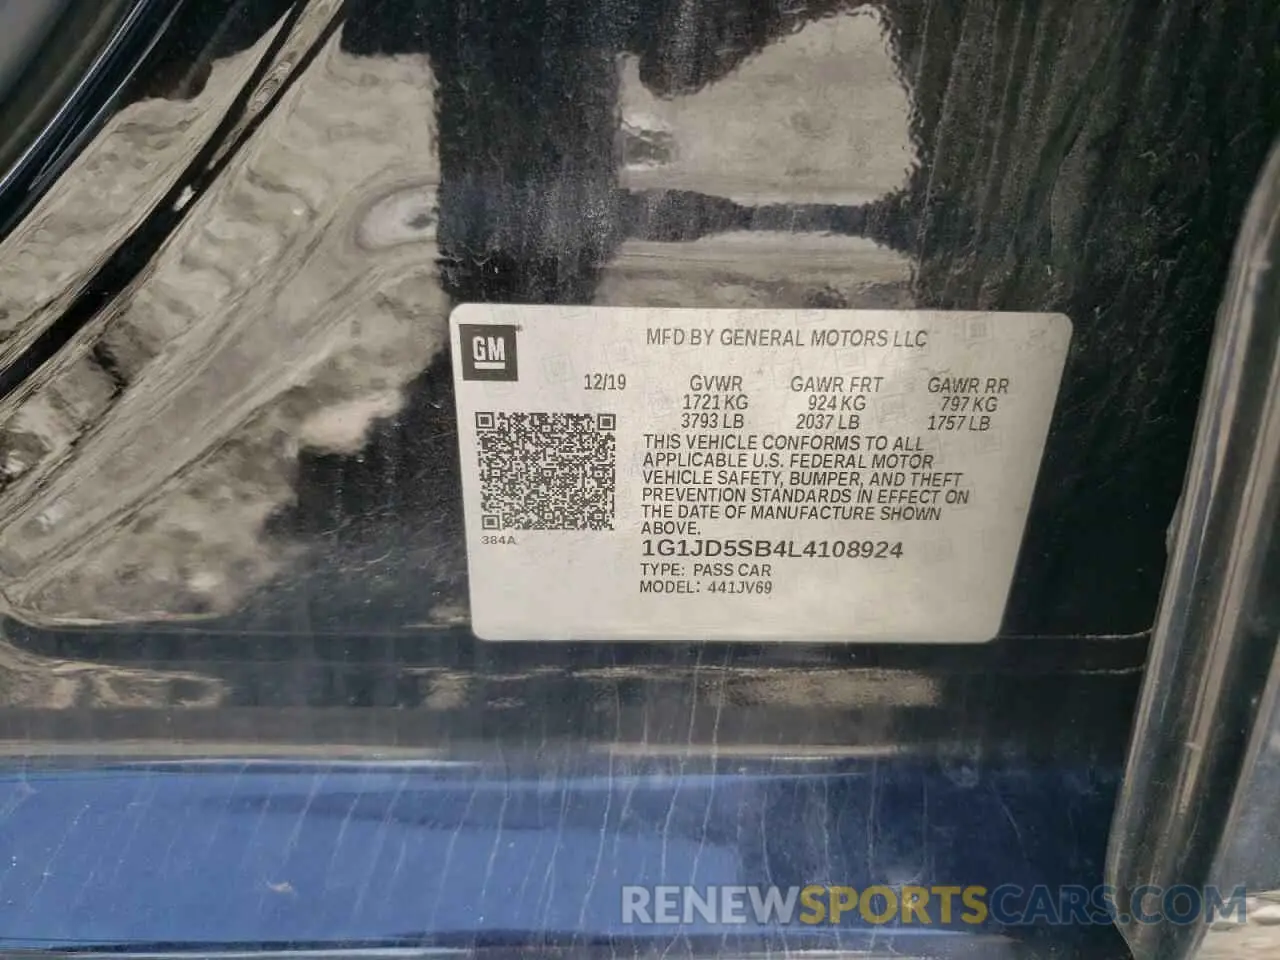 GM
MFD BY GENERAL MOTORS LLC
12/19 GVWR GAWR FRT GAWR RR
1721 KG 924 KG 797 KG
3793 LB 2037 LB 1757 LB
THIS VEHICLE CONFORMS TO ALL
APPLICABLE U.S. FEDERAL MOTOR
VEHICLE SAFETY, BUMPER, AND THEFT
PREVENTION STANDARDS IN EFFECT ON
THE DATE OF MANUFACTURE SHOWN
ABOVE.
384A
1G1JD5SB4L4108924
TYPE: PASS CAR
MODEL: 441JV69
RENEWSPORTSCARS.COM